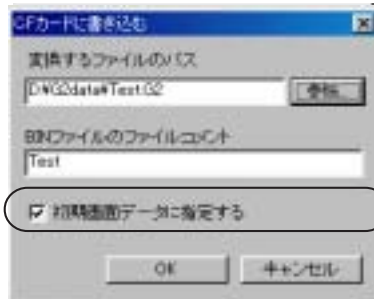 CFカードに書き込む
変換するファイルのパス
D:¥G2data¥Test.G2
参照...
BINファイルのファイルコメント
Test
初期画面データに指定する
OK
キャンセル